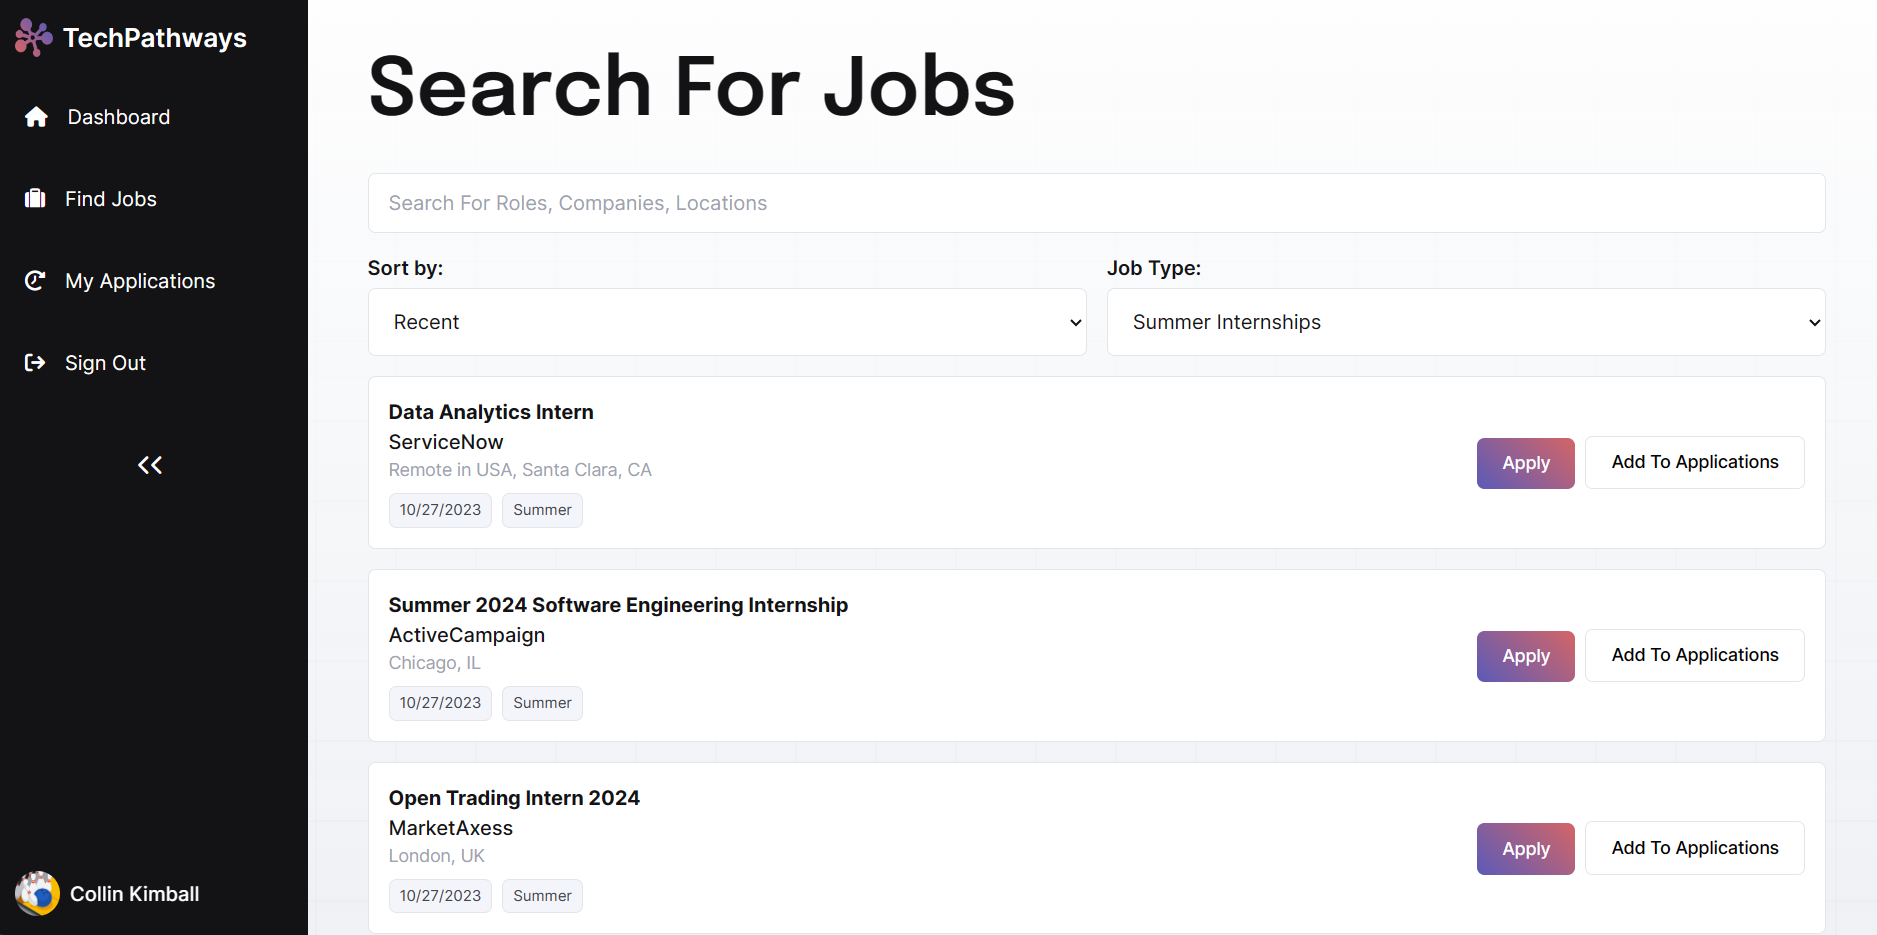 TechPathways
Dashboard
Find Jobs
My Applications
Sign Out
Collin Kimball
Search For Jobs
Search For Roles, Companies, Locations
Sort by:
Recent
Job Type:
Summer Internships
Data Analytics Intern
ServiceNow
Remote in USA, Santa Clara, CA
10/27/2023 Summer
Apply Add To Applications
Summer 2024 Software Engineering Internship
ActiveCampaign
Chicago, IL
10/27/2023 Summer
Apply Add To Applications
Open Trading Intern 2024
MarketAxess
London, UK
10/27/2023 Summer
Apply Add To Applications